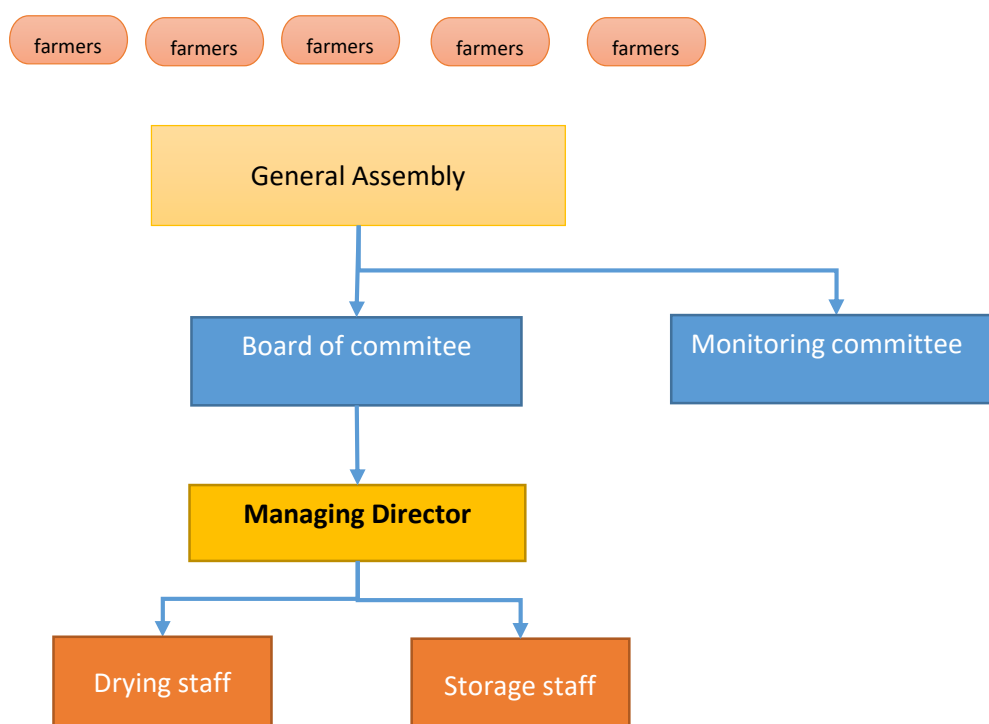 farmers
farmers
farmers
farmers
farmers
General Assembly
Board of commitee
Monitoring committee
Managing Director
Drying staff
Storage staff